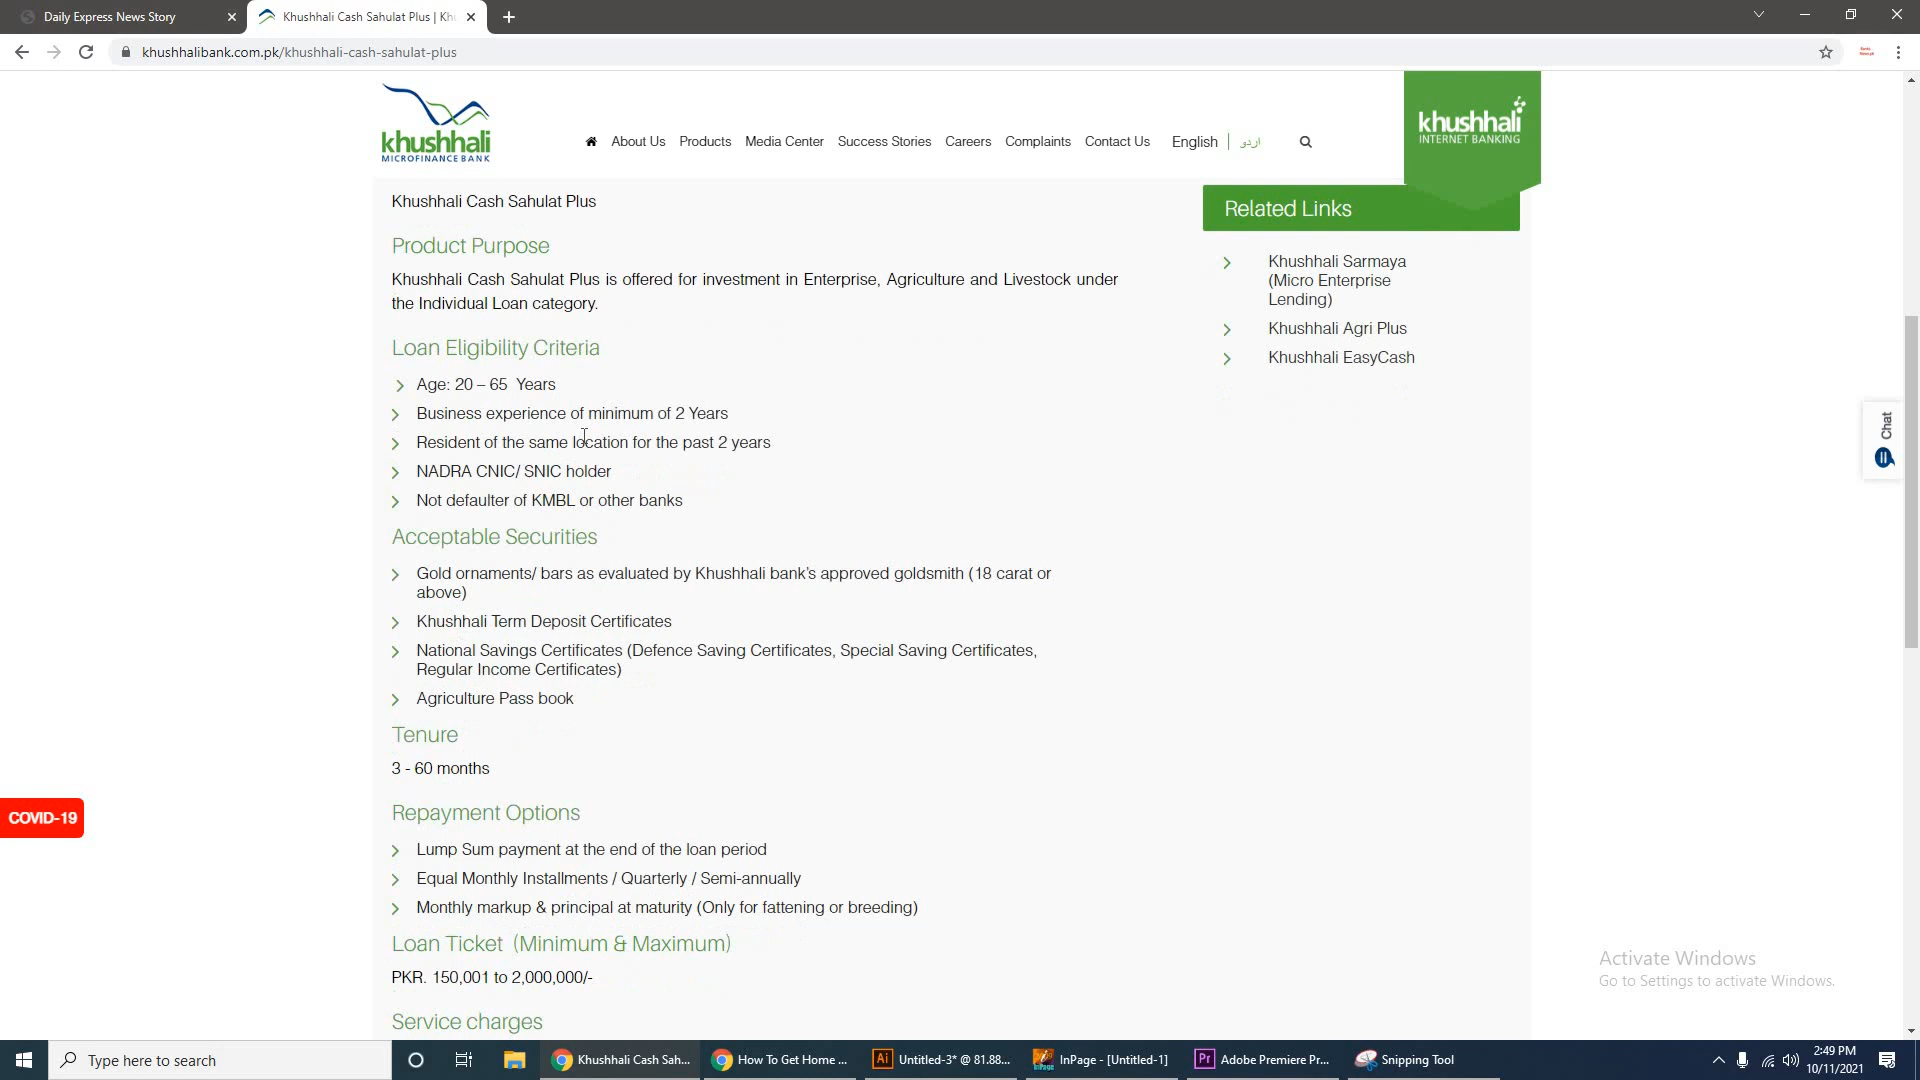 Daily Express News Story
Khushhali Cash Sahulat Plus | Khu
khushhalibank.com.pk/khushhali-cash-sahulat-plus
khushhali
MICROFINANCE BANK
About Us
Products
Media Center
Success Stories
Careers
Complaints
Contact Us
English
اردو
khushhali
INTERNET BANKING
Khushhali Cash Sahulat Plus
Product Purpose
Khushhali Cash Sahulat Plus is offered for investment in Enterprise, Agriculture and Livestock under
the Individual Loan category.
Loan Eligibility Criteria
Age: 20 – 65  Years
Business experience of minimum of 2 Years
Resident of the same location for the past 2 years
NADRA CNIC/ SNIC holder
Not defaulter of KMBL or other banks
Acceptable Securities
Gold ornaments/ bars as evaluated by Khushhali bank’s approved goldsmith (18 carat or
above)
Khushhali Term Deposit Certificates
National Savings Certificates (Defence Saving Certificates, Special Saving Certificates,
Regular Income Certificates)
Agriculture Pass book
Tenure
3 - 60 months
Repayment Options
Lump Sum payment at the end of the loan period
Equal Monthly Installments / Quarterly / Semi-annually
Monthly markup & principal at maturity (Only for fattening or breeding)
Loan Ticket  (Minimum & Maximum)
PKR. 150,001 to 2,000,000/-
Service charges
Related Links
Khushhali Sarmaya
(Micro Enterprise
Lending)
Khushhali Agri Plus
Khushhali EasyCash
Chat
COVID-19
Activate Windows
Go to Settings to activate Windows.
Type here to search
Khushhali Cash Sah...
How To Get Home ...
Ai
Untitled-3* @ 81.88...
InPage - [Untitled-1]
Pr
Adobe Premiere Pr...
Snipping Tool
2:49 PM
10/11/2021